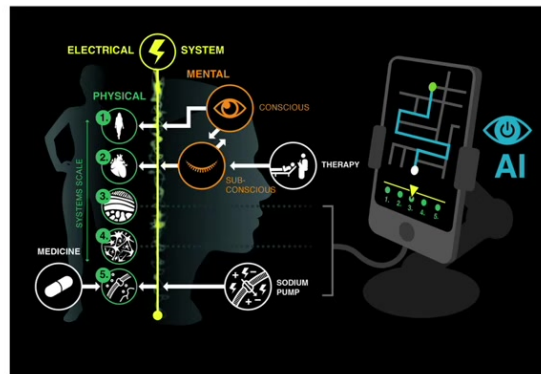 ELECTRICAL SYSTEM
MENTAL
PHYSICAL
CONSCIOUS
1.
2.
SUB-
CONSCIOUS
THERAPY
SYSTEMS SCALE
3.
4.
MEDICINE
5.
SODIUM
PUMP
AI
1. 2. 3. 4. 5.